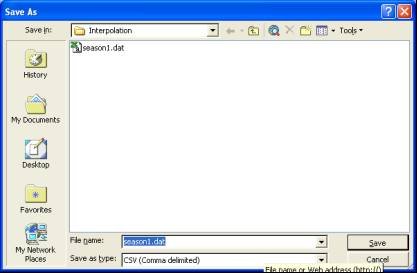 Save As
Save in: Interpolation Tools
season1.dat
History
My Documents
Desktop
Favorites
My Network
Places
File name: season1.dat Save
Save as type: CSV (Comma delimited) Cancel
File name or Web address (http://)